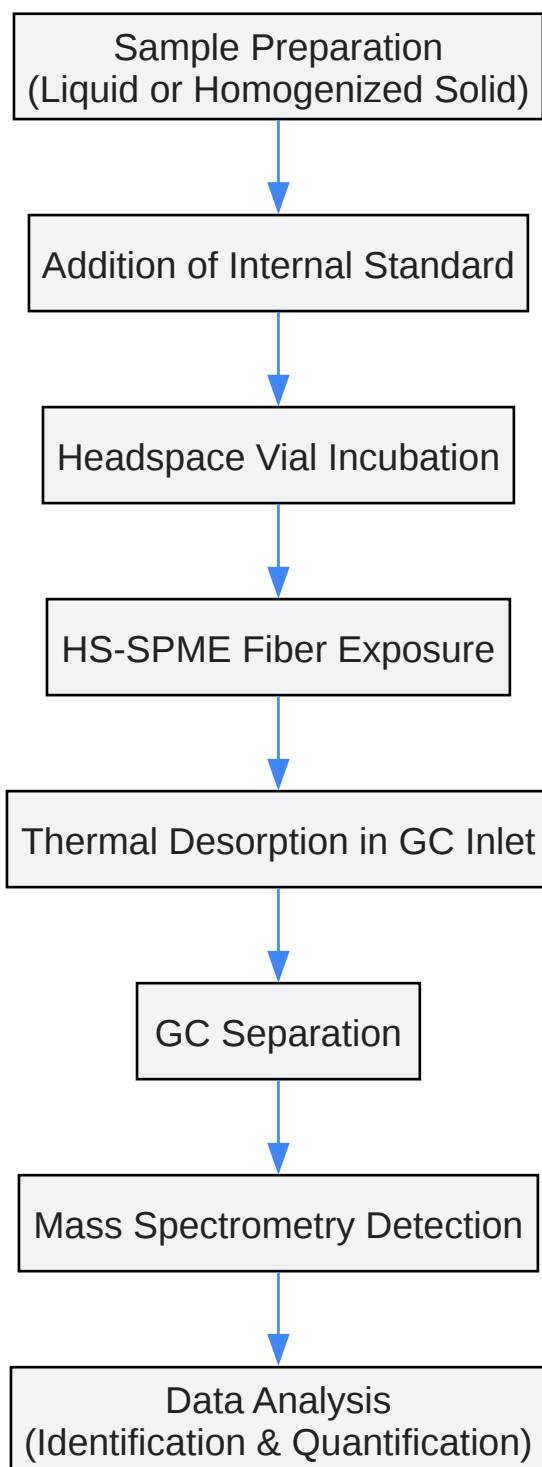 Sample Preparation
(Liquid or Homogenized Solid)
Addition of Internal Standard
Headspace Vial Incubation
HS-SPME Fiber Exposure
Thermal Desorption in GC Inlet
GC Separation
Mass Spectrometry Detection
Data Analysis
(Identification & Quantification)